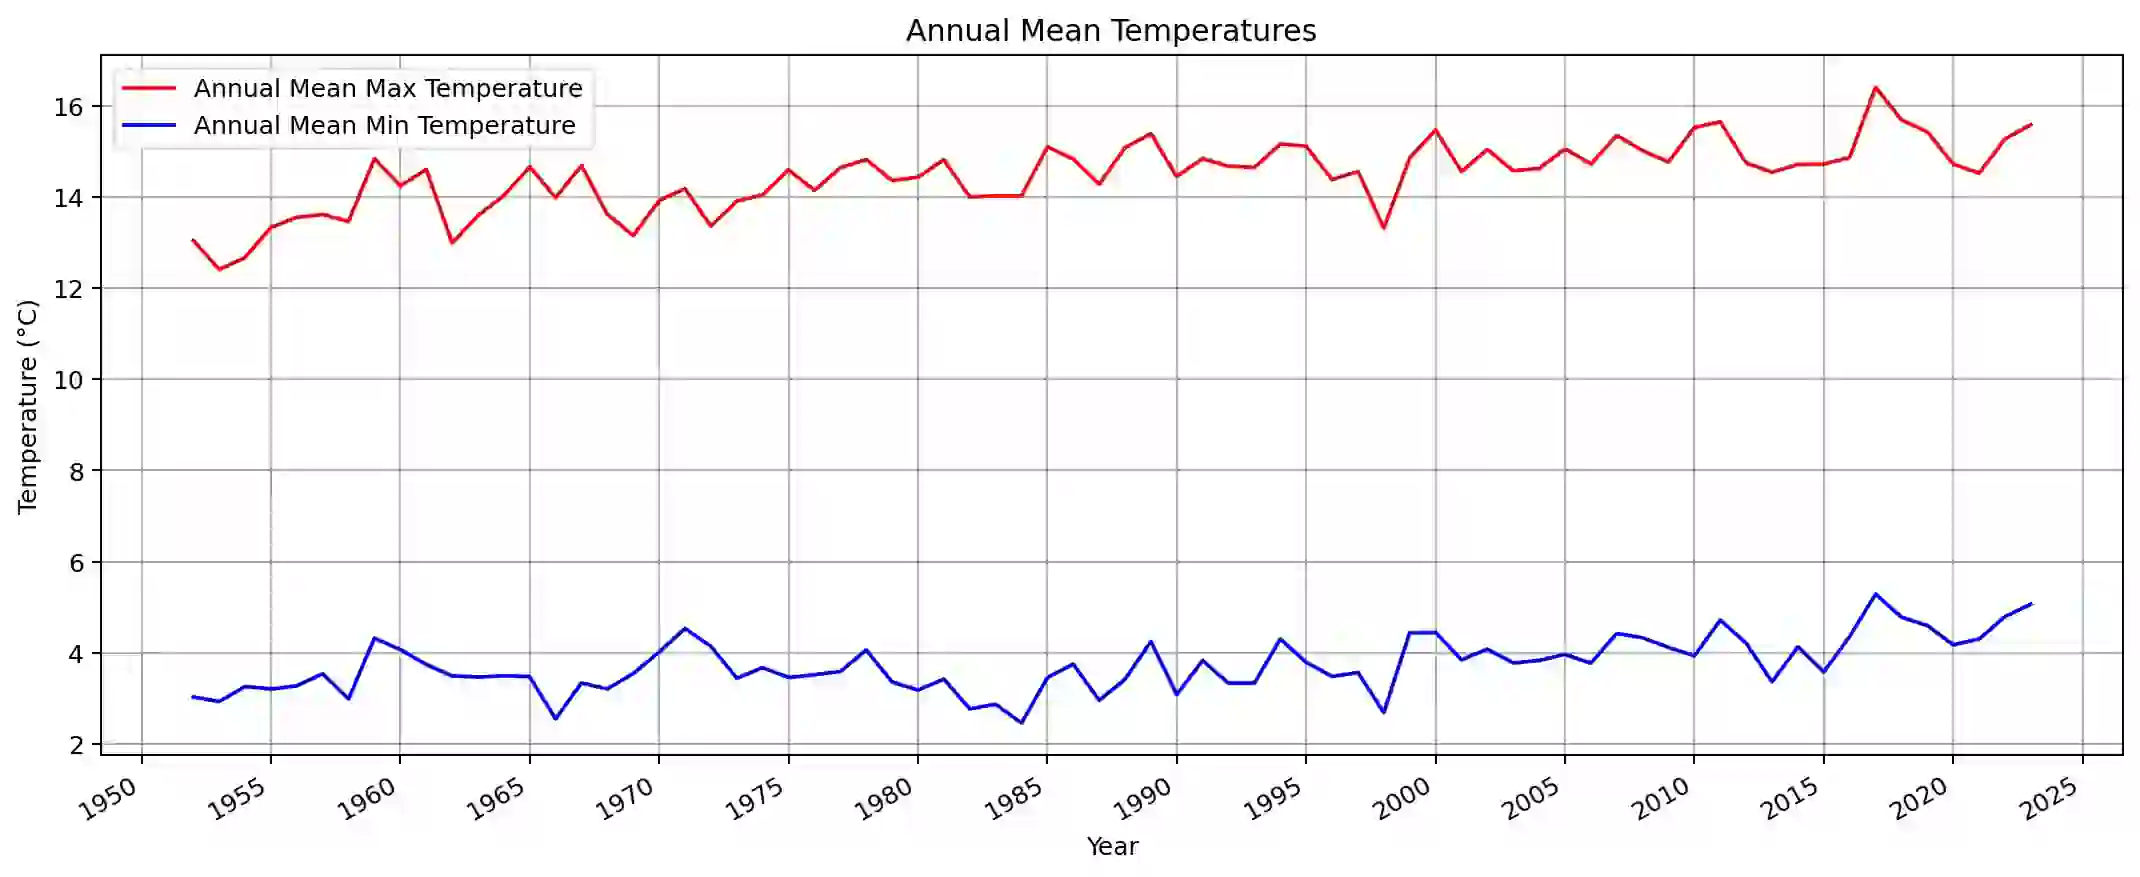 Annual Mean Temperatures
Annual Mean Max Temperature
Annual Mean Min Temperature
Temperature (°C)
16
14
12
10
8
6
4
2
1950 1955 1960 1965 1970 1975 1980 1985 1990 1995 2000 2005 2010 2015 2020 2025
Year